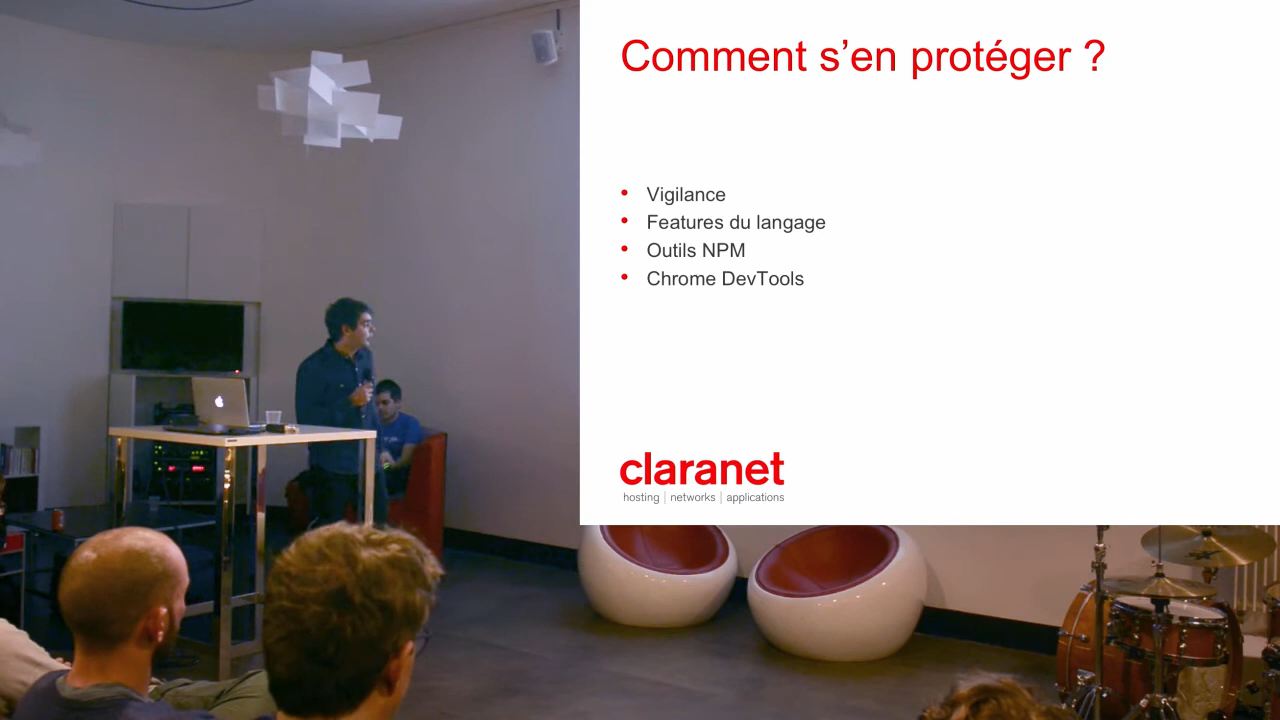 Comment s’en protéger ?
• Vigilance
• Features du langage
• Outils NPM
• Chrome DevTools
claranet
hosting | networks | applications